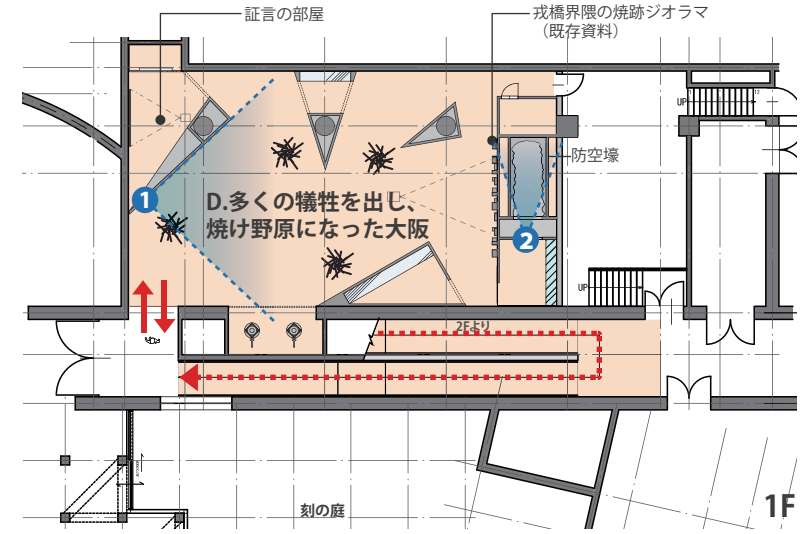 証言の部屋
戎橋界隈の焼跡ジオラマ
（既存資料）
UP
防空壕
1
D.多くの犠牲を出し、
焼け野原になった大阪
2
UP
2Fより
刻の庭
1F